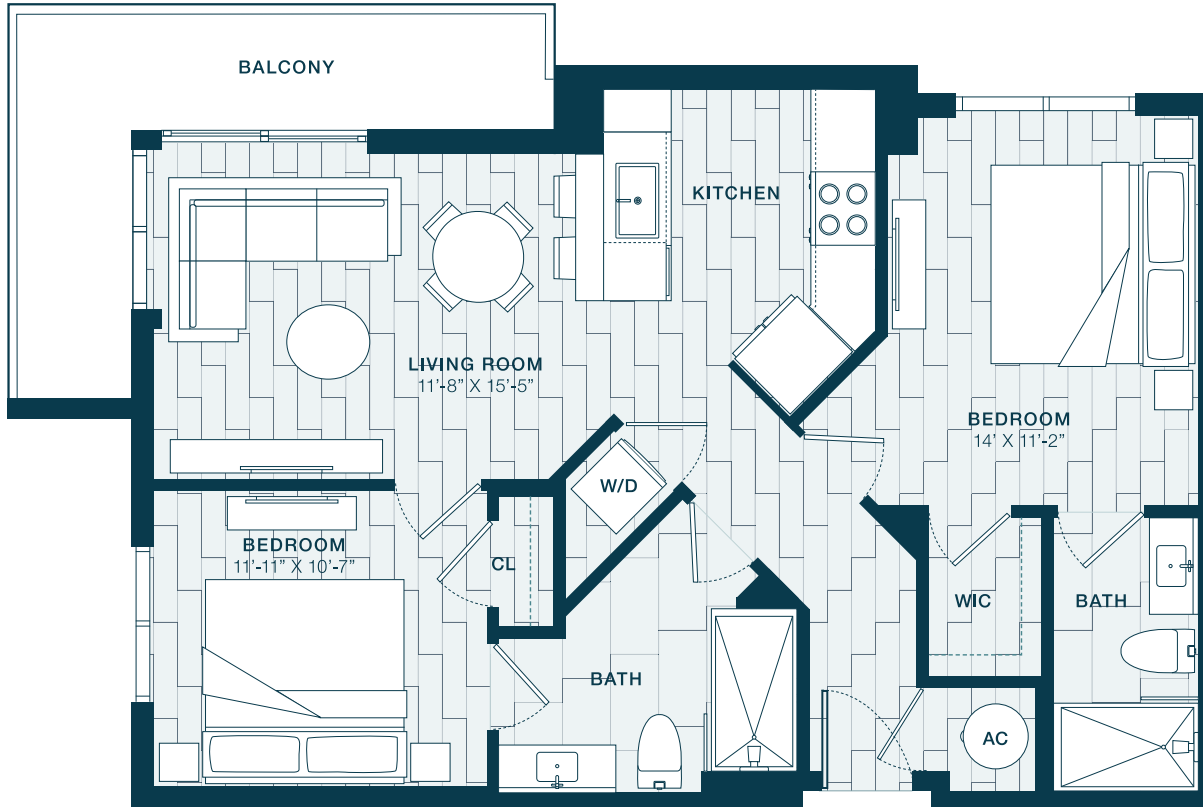 BALCONY
KITCHEN
LIVING ROOM
11'-8” X 15'-5”
BEDROOM
14' X 11'-2”
W/D
BEDROOM
11'-11” X 10'-7”
CL
WIC
BATH
BATH
AC